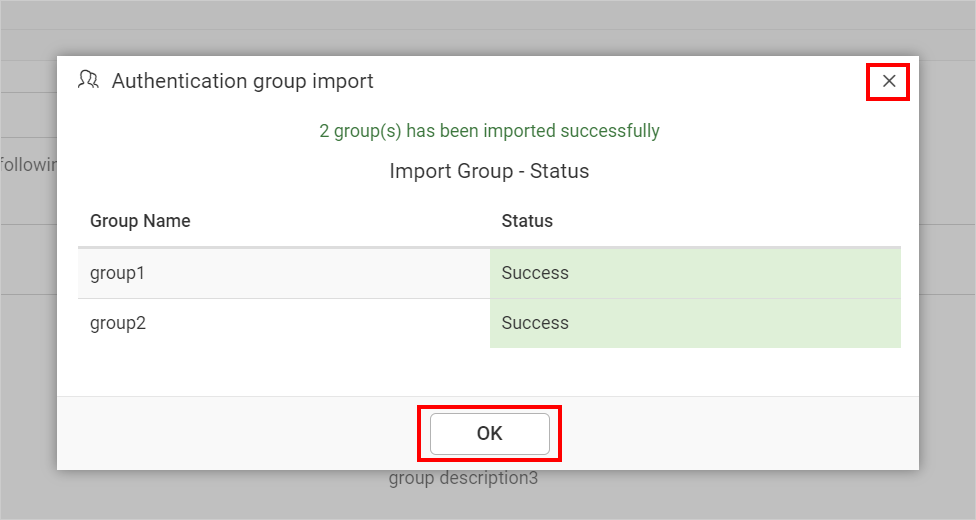 Authentication group import
2 group(s) has been imported successfully
Import Group - Status
Group Name Status
group1 Success
group2 Success
OK
group description3